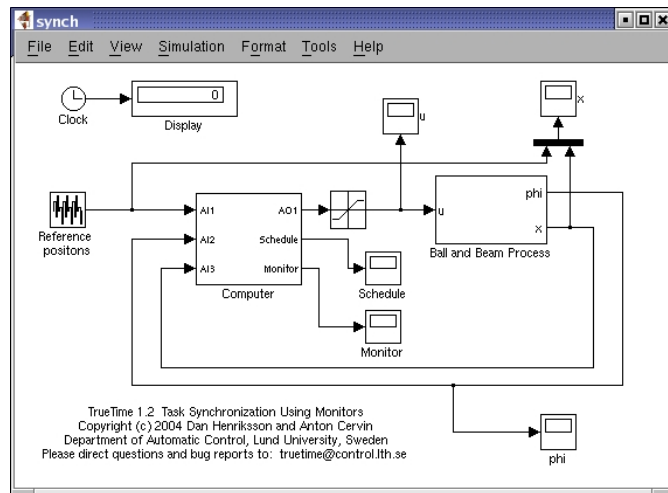 synch
File Edit View Simulation Format Tools Help
0
Clock
Display
u
x
Reference
positons
AI1
AI2
AI3
AO1
Schedule
Monitor
Computer
u
phi
x
Ball and Beam Process
Schedule
Monitor
TrueTime 1.2 Task Synchronization Using Monitors
Copyright (c) 2004 Dan Henriksson and Anton Cervin
Department of Automatic Control, Lund University, Sweden
Please direct questions and bug reports to: truetime@control.lth.se
phi